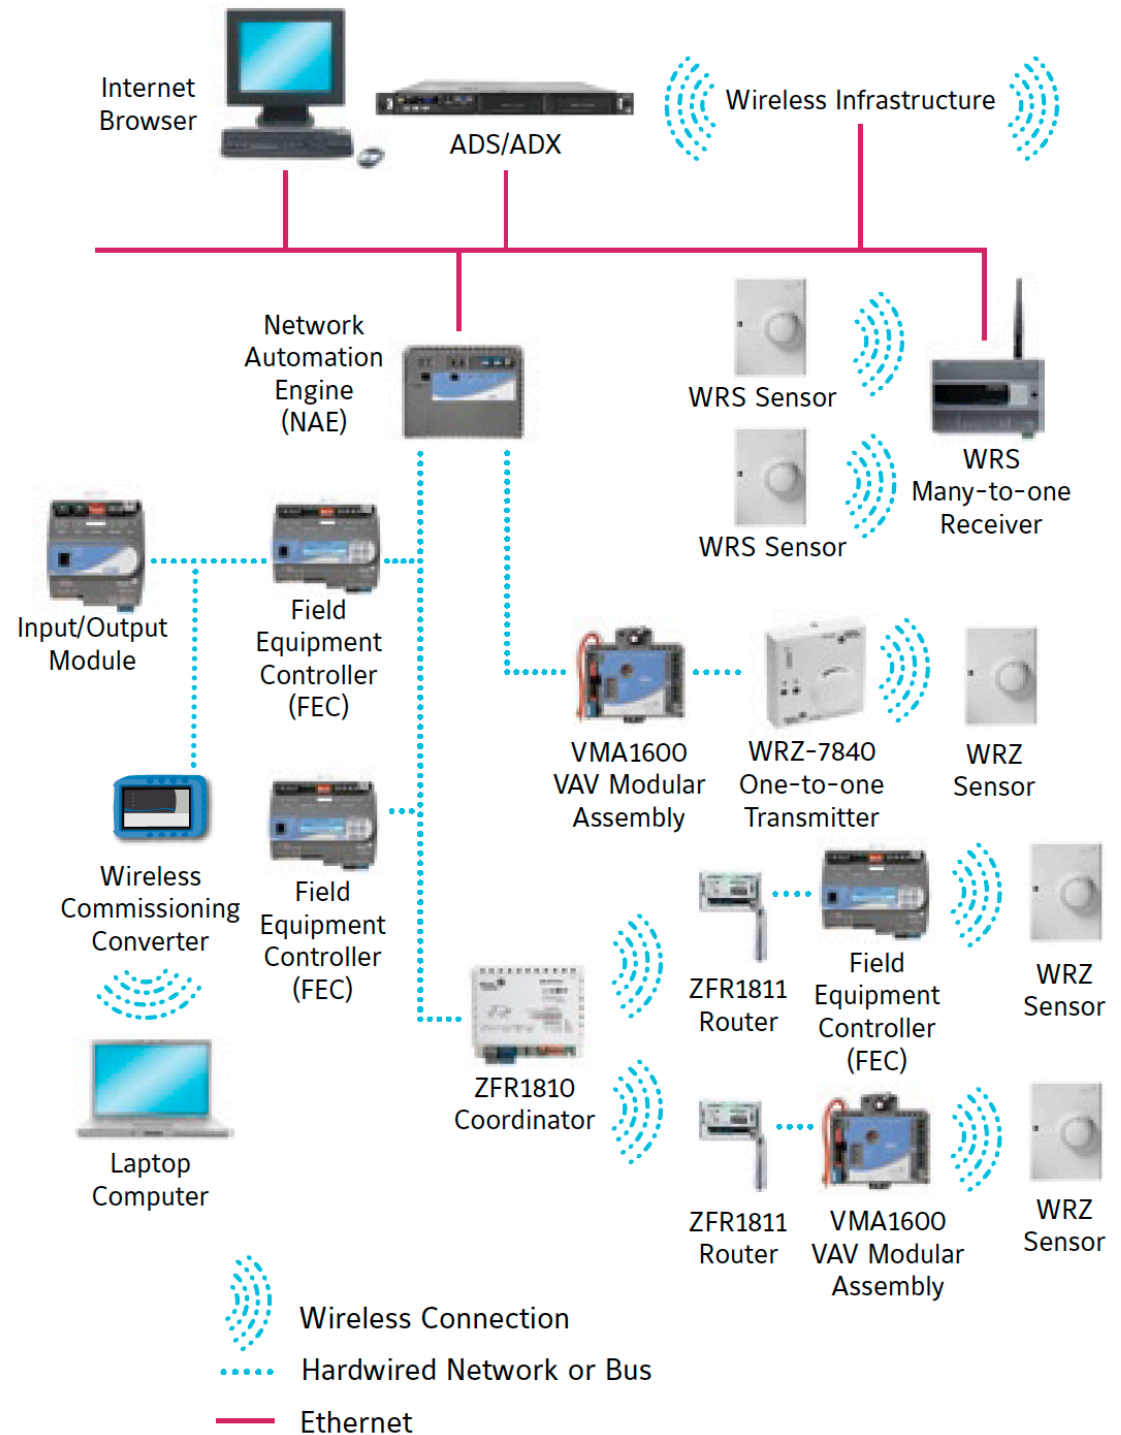 Internet
Browser
ADS/ADX
Wireless Infrastructure
Network
Automation
Engine
(NAE)
WRS Sensor
WRS Sensor
WRS
Many-to-one
Receiver
Input/Output
Module
Field
Equipment
Controller
(FEC)
VMA1600
VAV Modular
Assembly
WRZ-7840
One-to-one
Transmitter
WRZ
Sensor
Wireless
Commissioning
Converter
Field
Equipment
Controller
(FEC)
ZFR1811
Router
Field
Equipment
Controller
(FEC)
WRZ
Sensor
ZFR1810
Coordinator
Laptop
Computer
ZFR1811
Router
VMA1600
VAV Modular
Assembly
WRZ
Sensor
Wireless Connection
Hardwired Network or Bus
Ethernet